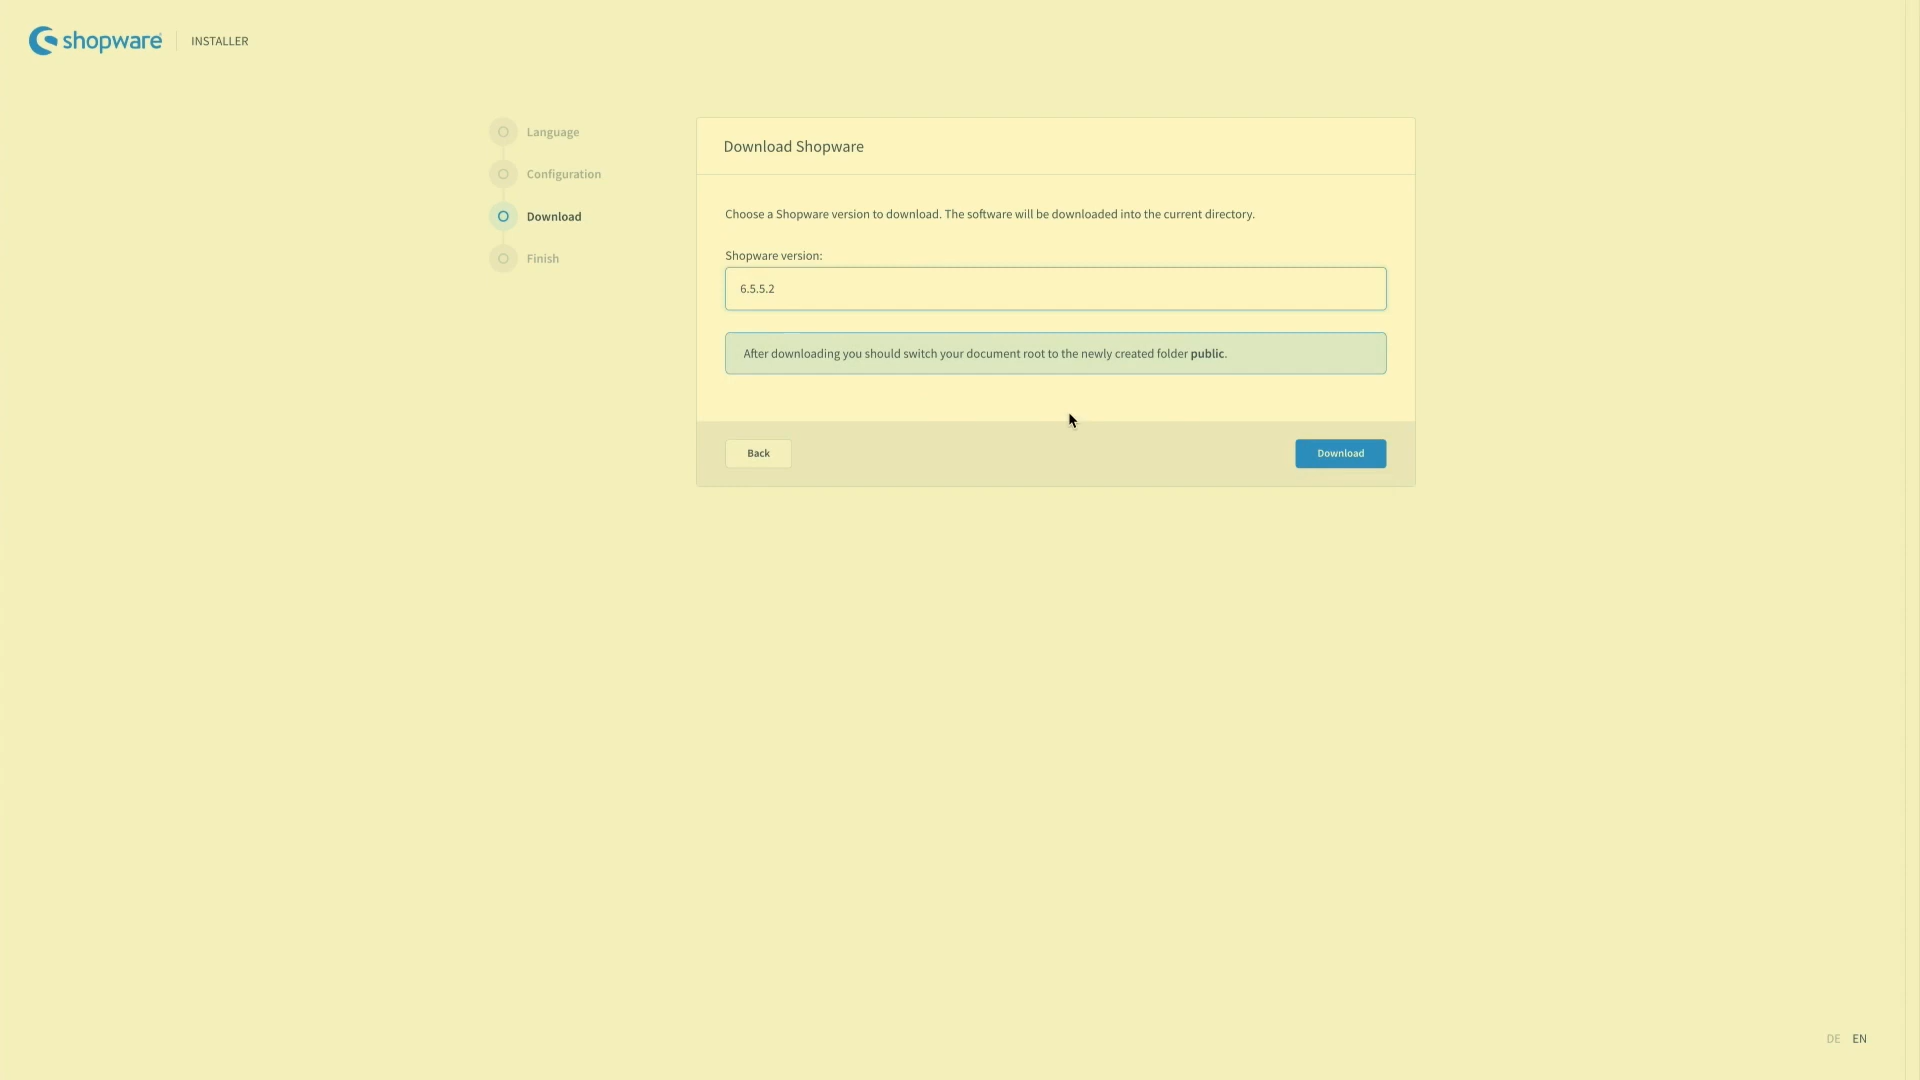 shopware
INSTALLER
Language
Configuration
Download
Finish
Download Shopware
Choose a Shopware version to download. The software will be downloaded into the current directory.
Shopware version:
6.5.5.2
After downloading you should switch your document root to the newly created folder public.
Back
Download
DE EN